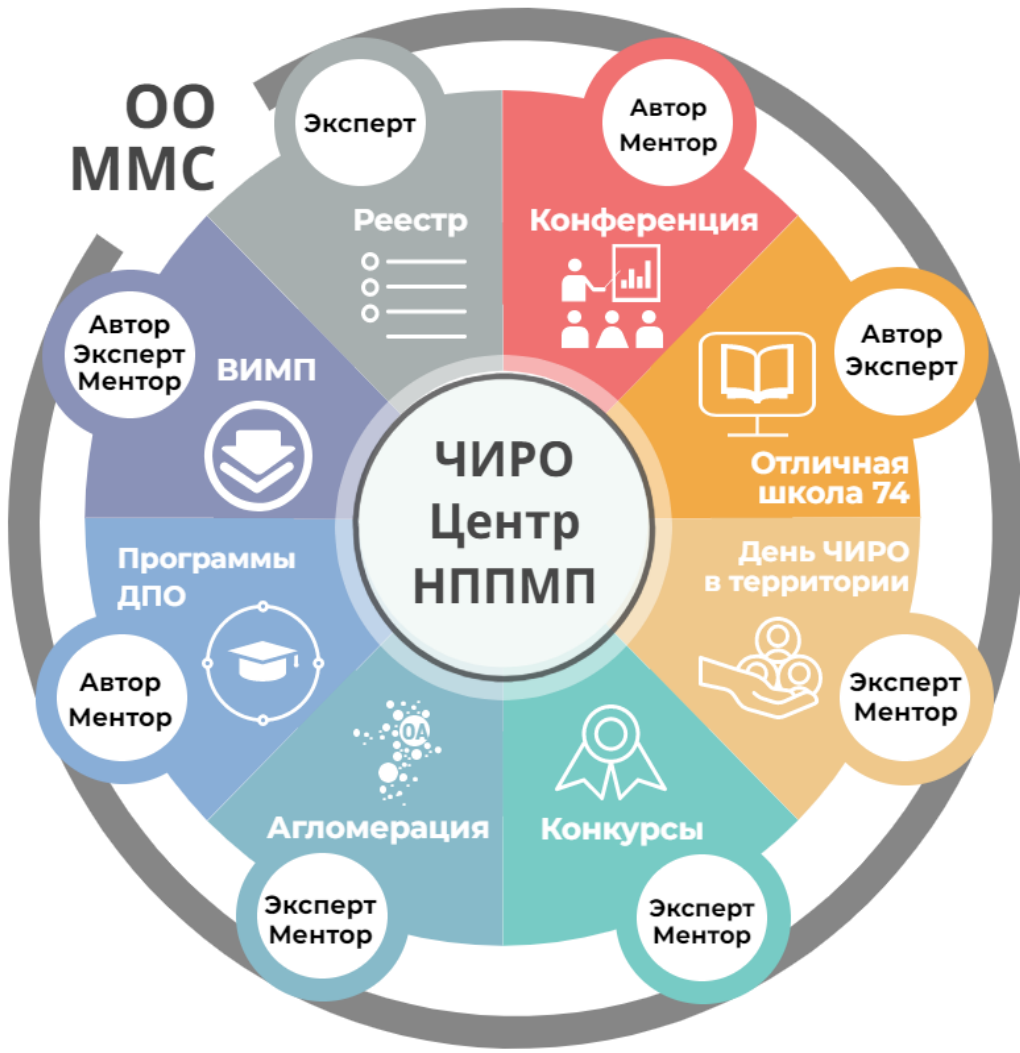 ОО
ММС
Эксперт
Реестр
Автор
Ментор
Конференция
Автор
Эксперт
Отличная
школа 74
День ЧИРО
в территории
Эксперт
Ментор
Конкурсы
Эксперт
Ментор
ОА
Агломерация
Эксперт
Ментор
Программы
ДПО
Автор
Ментор
ВИМП
Автор
Эксперт
Ментор
ЧИРО
Центр
НППМП